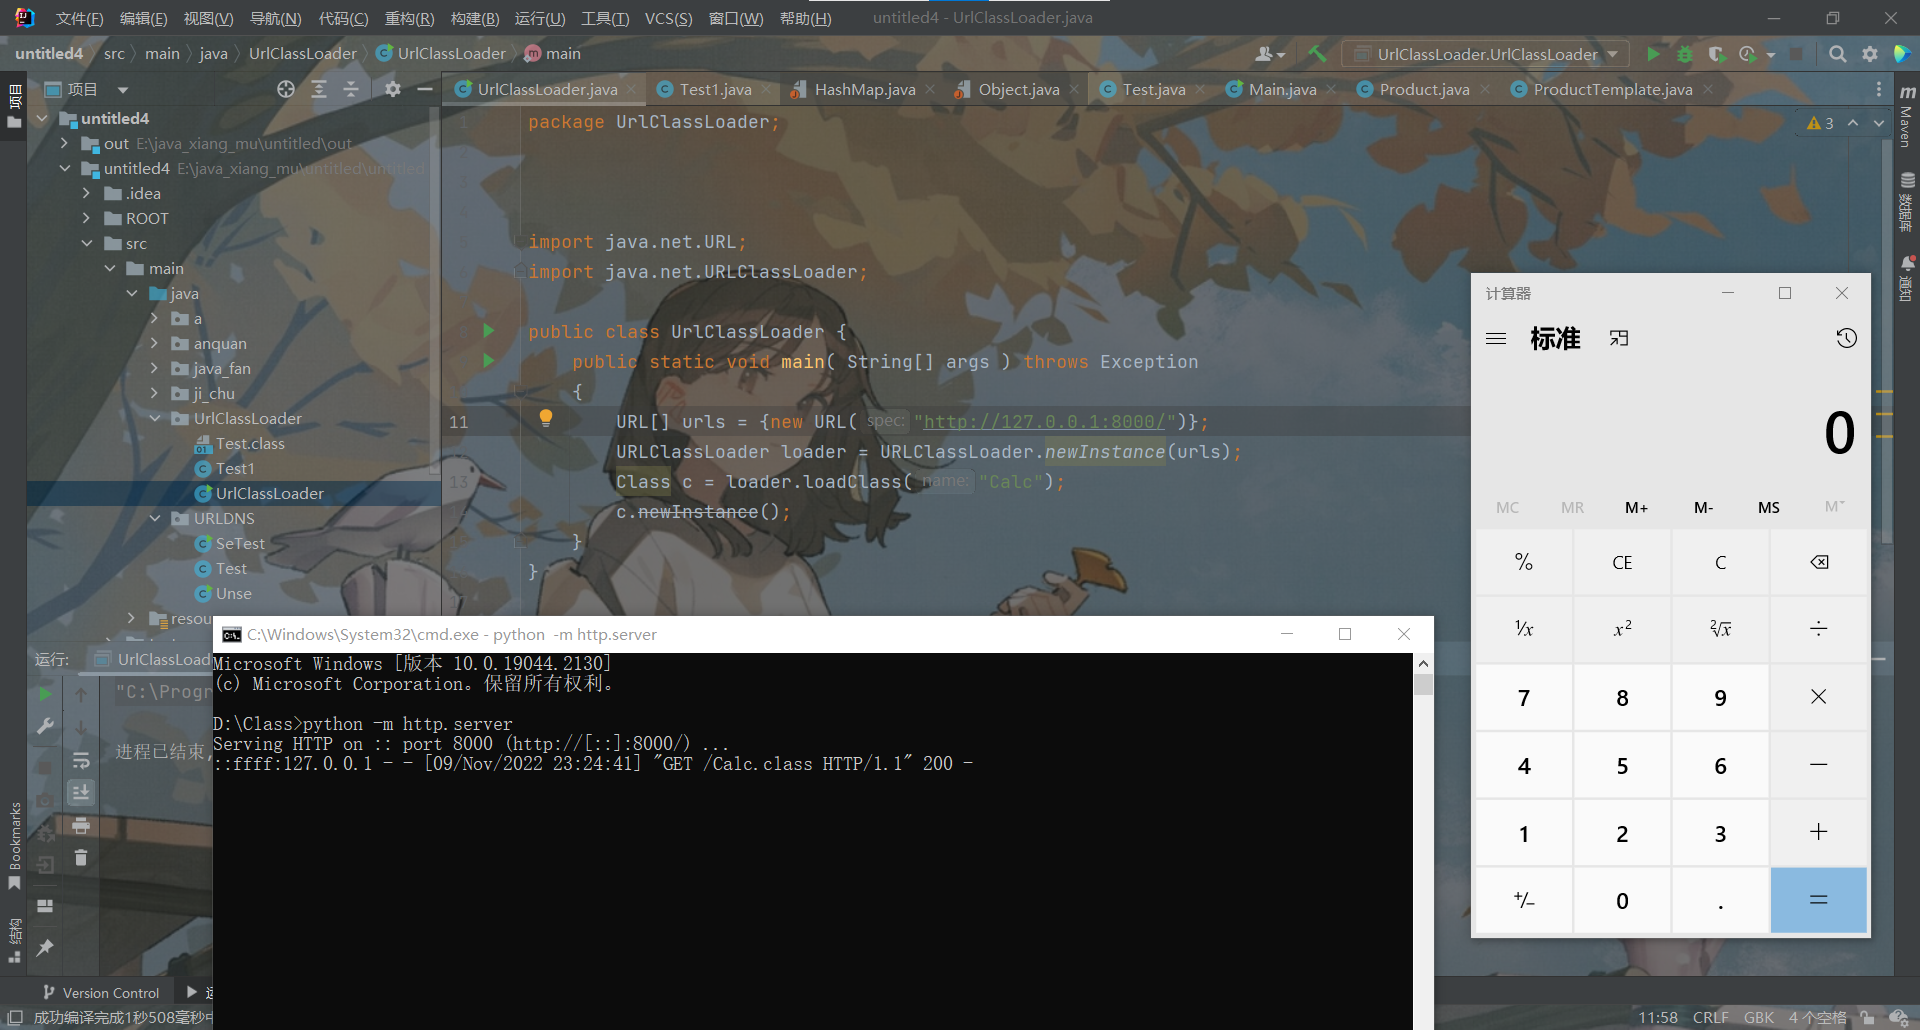 文件(F) 编辑(E) 视图(V) 导航(N) 代码(C) 重构(R) 构建(B) 运行(U) 工具(T) VCS(S) 窗口(W) 帮助(H) untitled4 - UrlClassLoader.java
untitled4 src main java UrlClassLoader UrlClassLoader main
UrlClassLoader.UrlClassLoader
项目
UrlClassLoader.java Test1.java HashMap.java Object.java Test.java Main.java Product.java ProductTemplate.java
项目
untitled4
out E:\java_xiang_mu\untitled\out
untitled4 E:\java_xiang_mu\untitled\untitled
.idea
ROOT
src
main
java
a
anquan
java_fan
ji_chu
UrlClassLoader
Test.class
Test1
UrlClassLoader
URLDNS
SeTest
Test
Unse
resou
package UrlClassLoader;
3
import java.net.URL;
import java.net.URLClassLoader;
public class UrlClassLoader {
public static void main( String[] args ) throws Exception
{
11 URL[] urls = {new URL( spec: "http://127.0.0.1:8000/")};
URLClassLoader loader = URLClassLoader.newInstance(urls);
13 Class c = loader.loadClass( name: "Calc");
c.newInstance();
}
}
Maven
数据库
通知
计算器
标准
0
MC MR M+ M- MS M˅
% CE C
1/x x² ²√x ÷
7 8 9 ×
4 5 6 −
1 2 3 +
+/− 0 . =
运行: UrlClassLoad
"C:\Progr
进程已结束,
C:\Windows\System32\cmd.exe - python -m http.server
Microsoft Windows [版本 10.0.19044.2130]
(c) Microsoft Corporation。保留所有权利。
D:\Class>python -m http.server
Serving HTTP on :: port 8000 (http://[::]:8000/) ...
::ffff:127.0.0.1 - - [09/Nov/2022 23:24:41] "GET /Calc.class HTTP/1.1" 200 -
Bookmarks
结构
Version Control
成功编译完成1秒508毫秒中
11:58 CRLF GBK 4 个空格